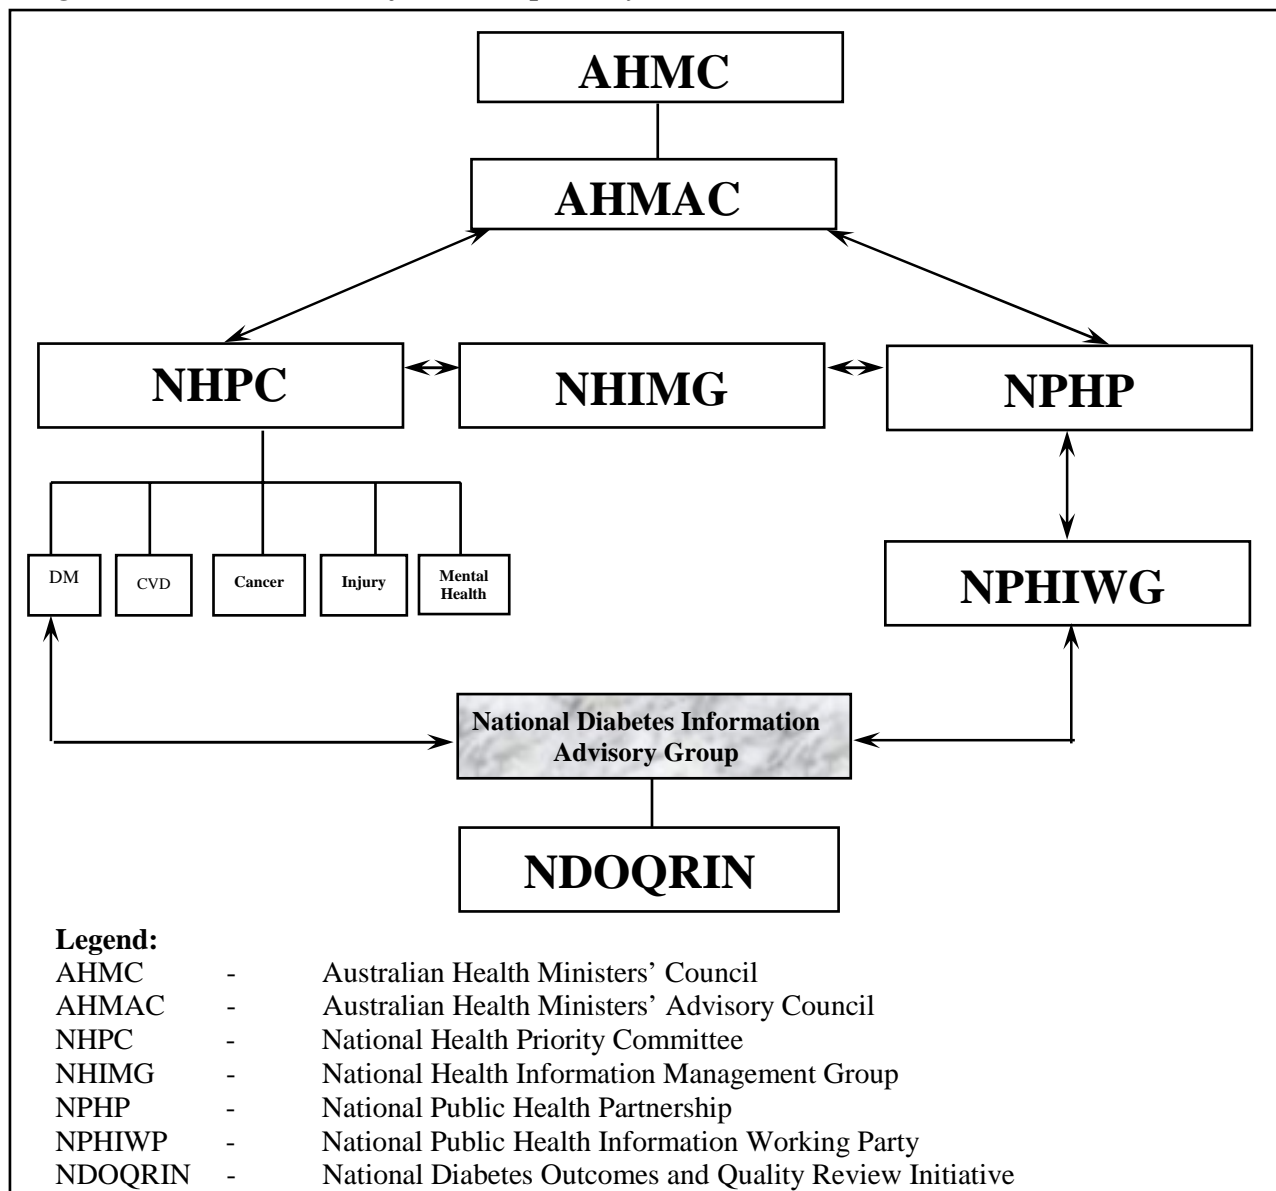 AHMC
AHMAC
NHPC
NHIMG
NPHP
DM
CVD
Cancer
Injury
Mental
Health
NPHIWG
National Diabetes Information
Advisory Group
NDOQRIN
Legend:
AHMC - Australian Health Ministers’ Council
AHMAC - Australian Health Ministers’ Advisory Council
NHPC - National Health Priority Committee
NHIMG - National Health Information Management Group
NPHP - National Public Health Partnership
NPHIWP - National Public Health Information Working Party
NDOQRIN - National Diabetes Outcomes and Quality Review Initiative